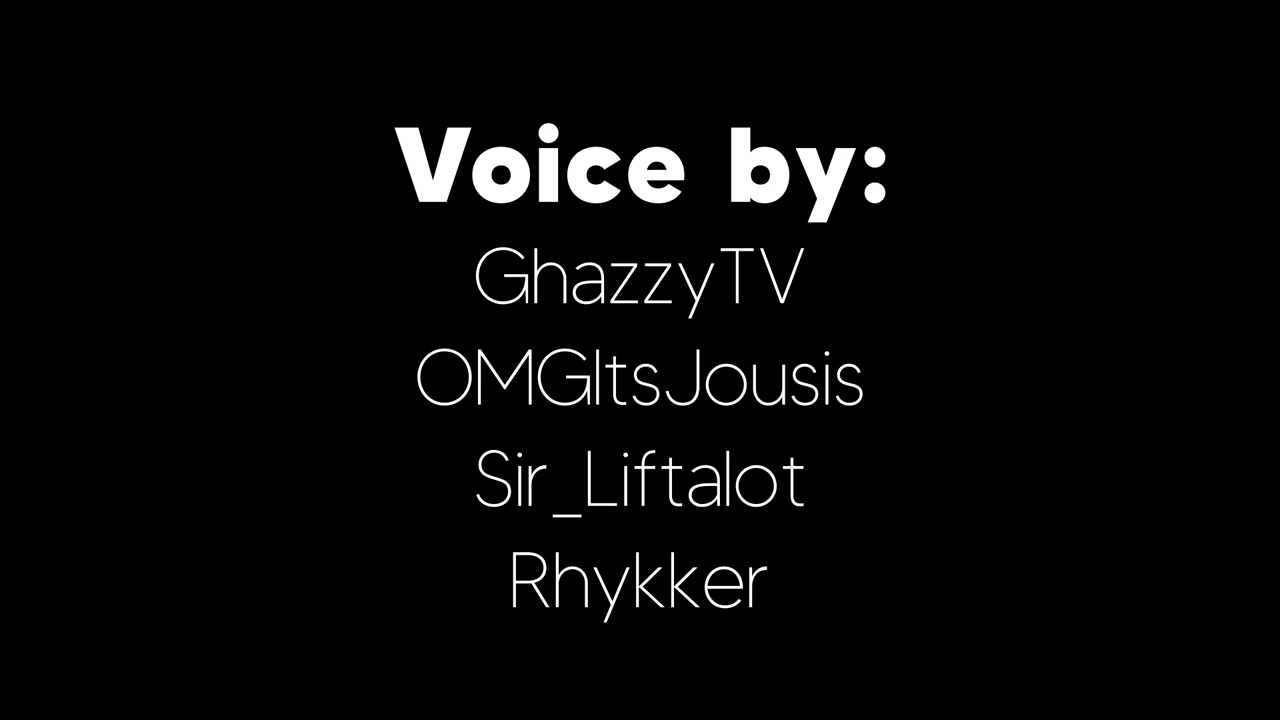 Voice by:
GhazzyTV
OMGItsJousis
Sir_Liftalot
Rhykker